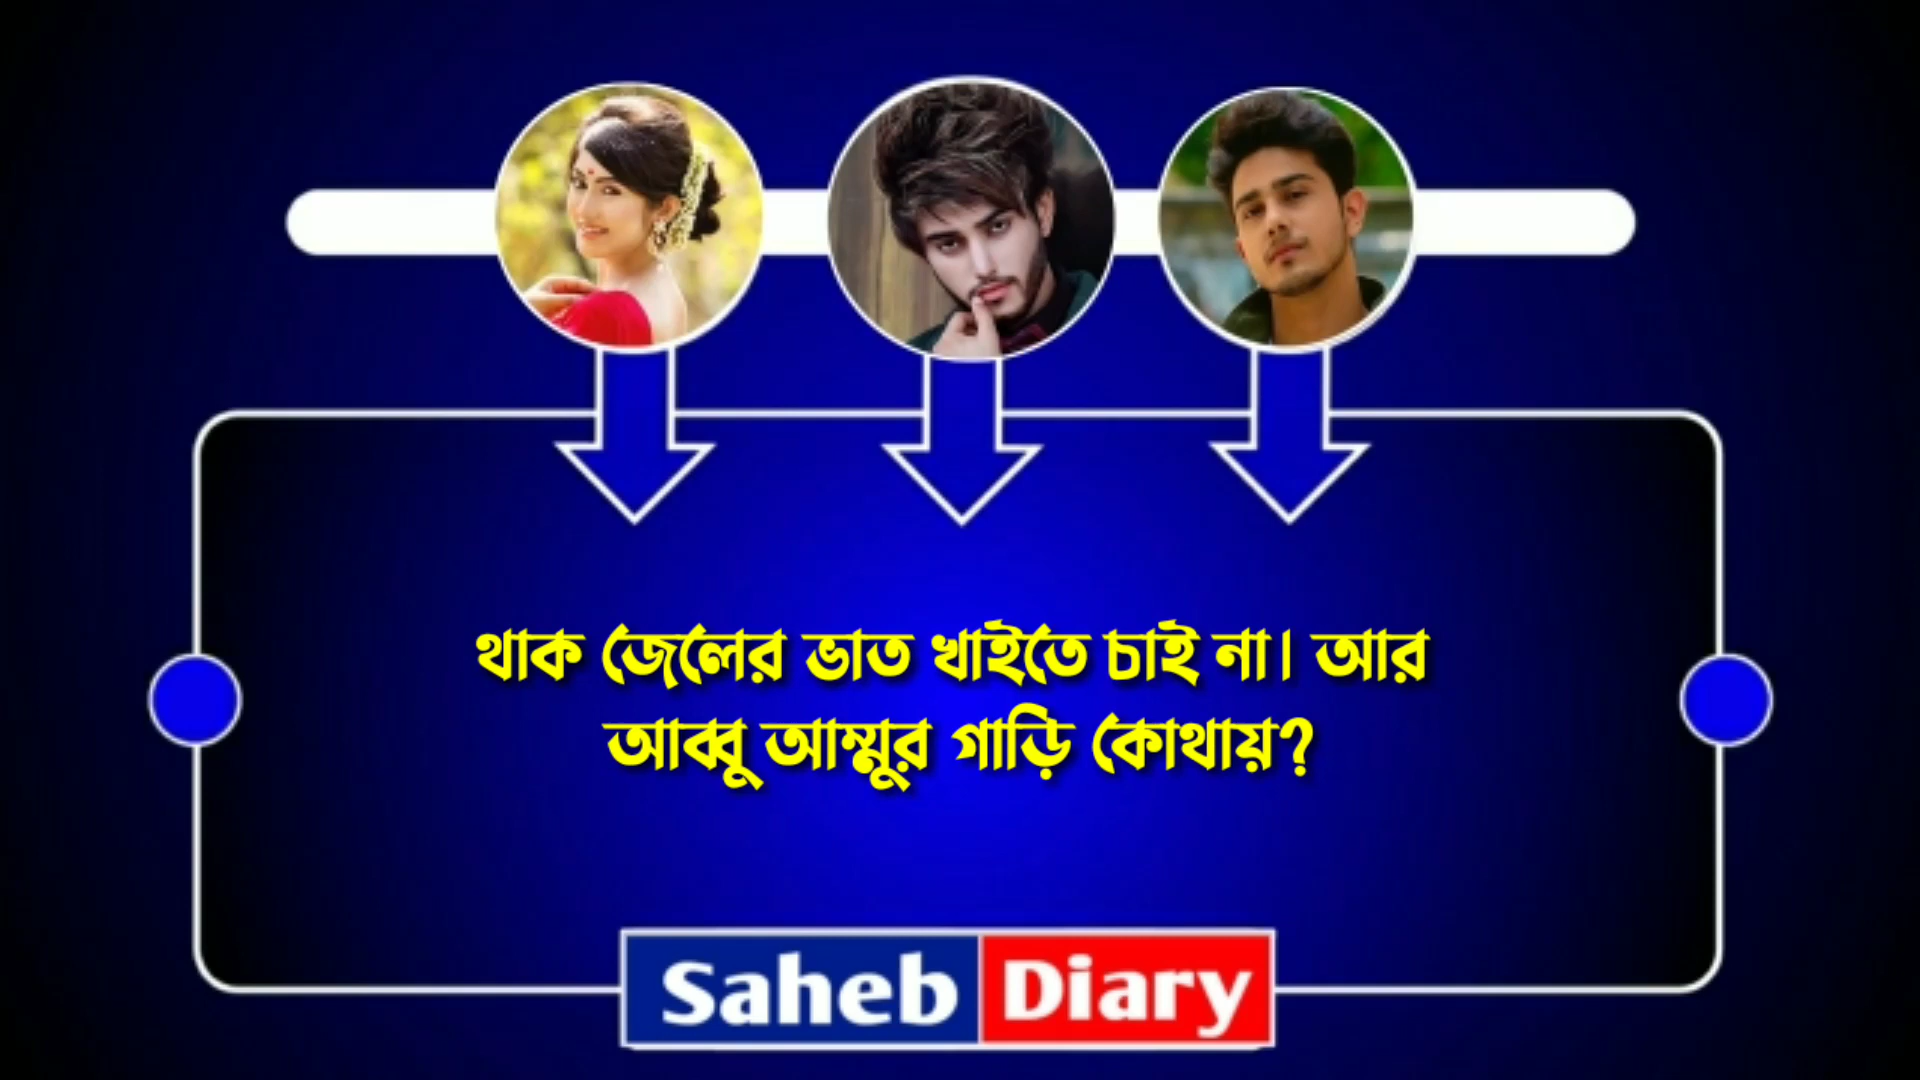 থাক জেলের ভাত খাইতে চাই না। আর
আব্বু আম্মুর গাড়ি কোথায়?
Saheb Diary